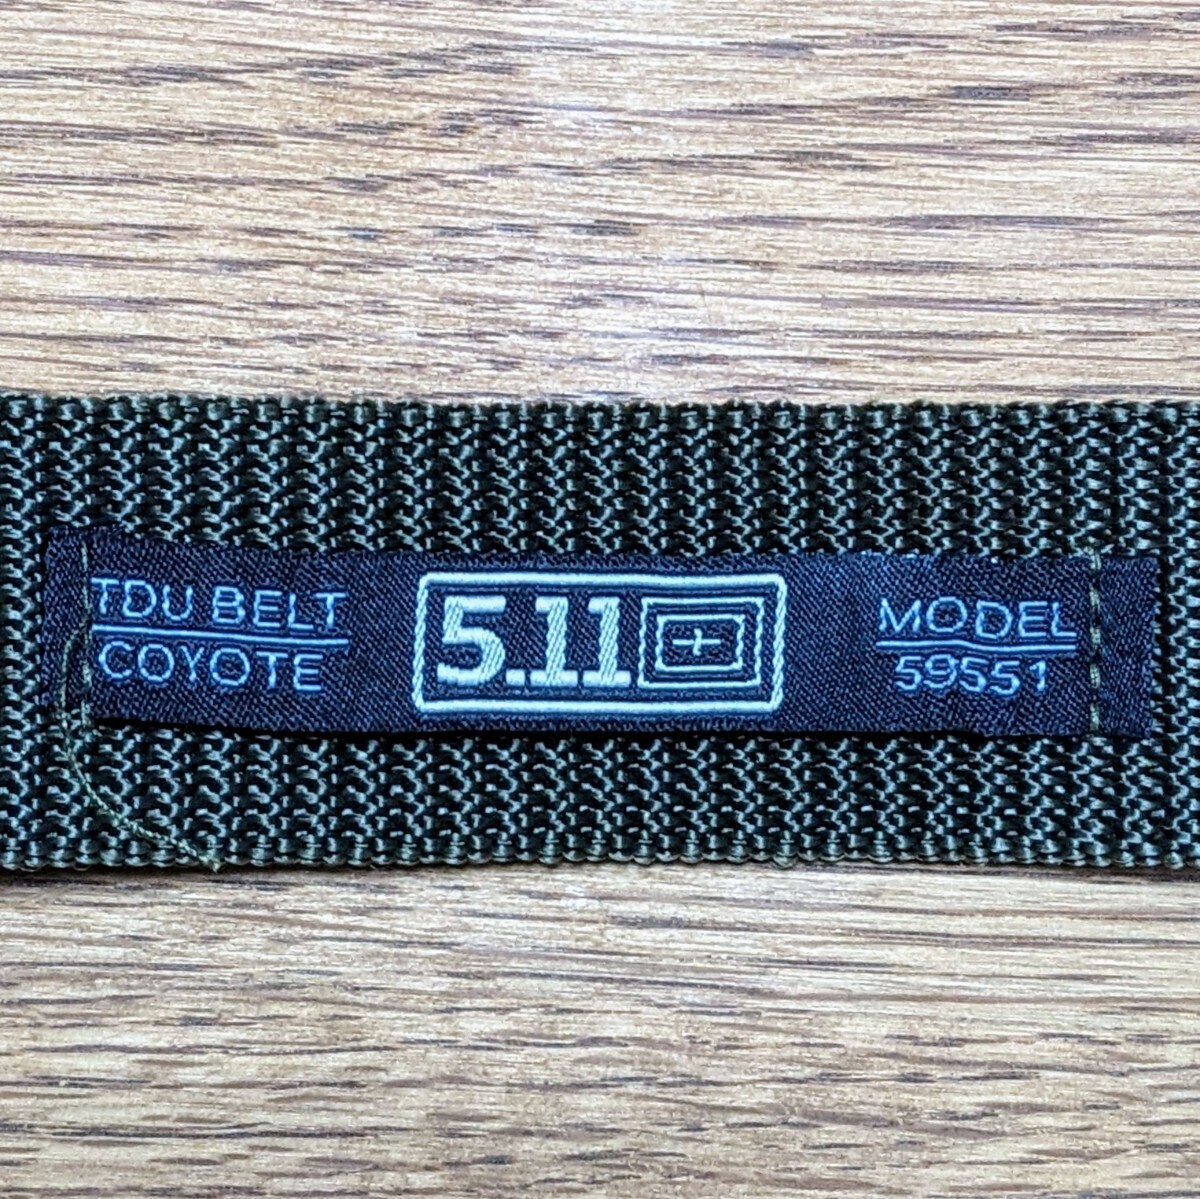 TDU BELT
COYOTE
5.11
MODEL
59551